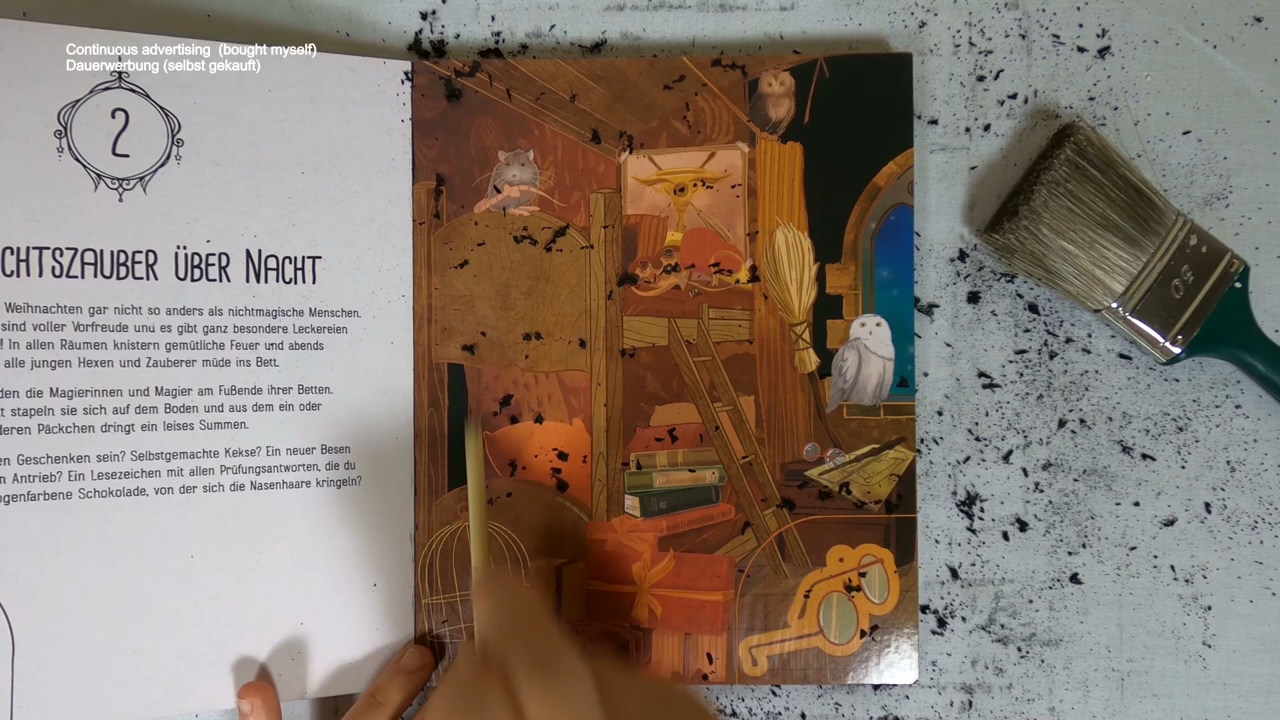 Continuous advertising (bought myself)
Dauerwerbung (selbst gekauft)
2
CHTSZAUBER ÜBER NACHT
Weihnachten gar nicht so anders als nichtmagische Menschen.
sind voller Vorfreude und es gibt ganz besondere Leckereien
! In allen Räumen knistern gemütliche Feuer und abends
alle jungen Hexen und Zauberer müde ins Bett.
den die Magierinnen und Magier am Fußende ihrer Betten.
t stapeln sie sich auf dem Boden und aus dem ein oder
deren Päckchen dringt ein leises Summen.
en Geschenken sein? Selbstgemachte Kekse? Ein neuer Besen
n Antrieb? Ein Lesezeichen mit allen Prüfungsantworten, die du
ogenfarbene Schokolade, von der sich die Nasenhaare kringeln?
50